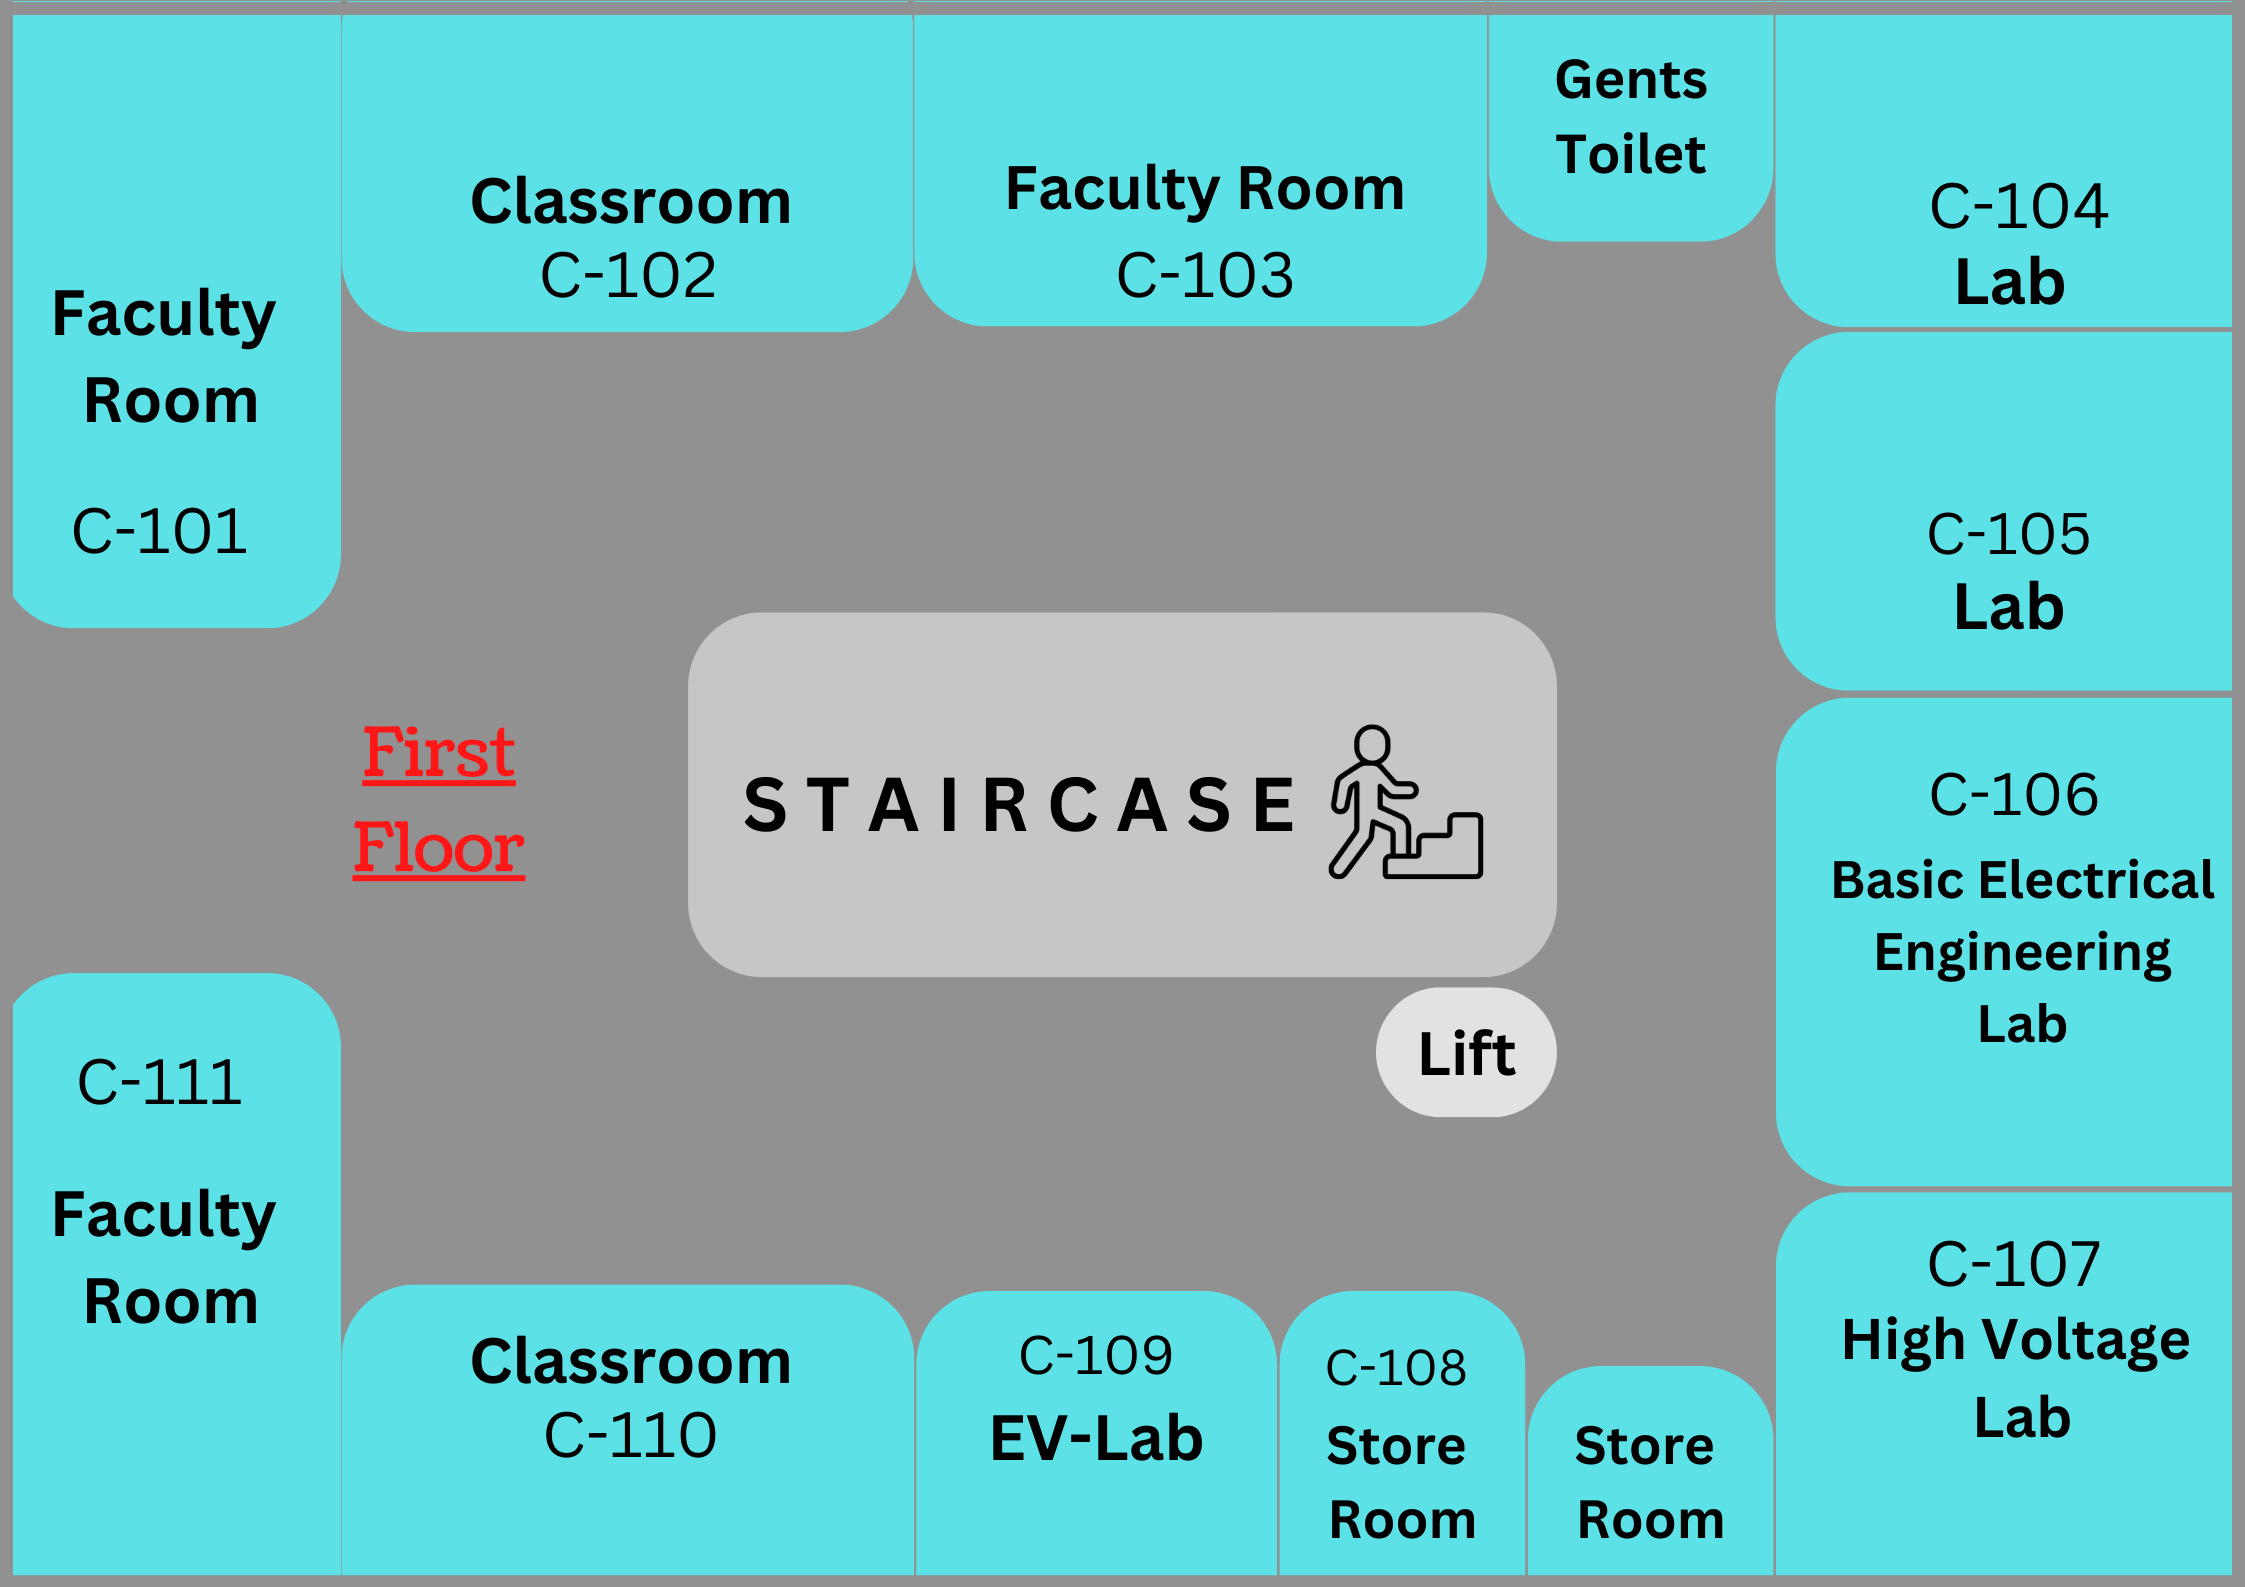 Faculty
Room
C-101
Classroom
C-102
Faculty Room
C-103
Gents
Toilet
C-104
Lab
C-105
Lab
First
Floor
STAIRCASE
Lift
C-106
Basic Electrical
Engineering
Lab
C-111
Faculty
Room
Classroom
C-110
C-109
EV-Lab
C-108
Store
Room
Store
Room
C-107
High Voltage
Lab